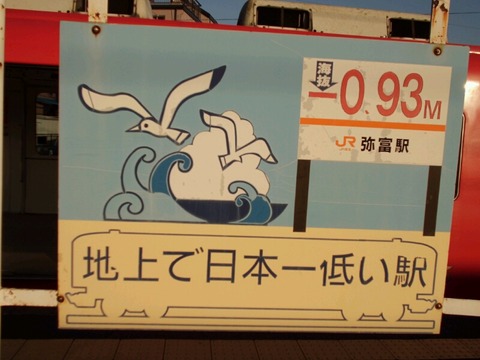 海抜
-0.93M
JR 弥富駅
地上で日本一低い駅